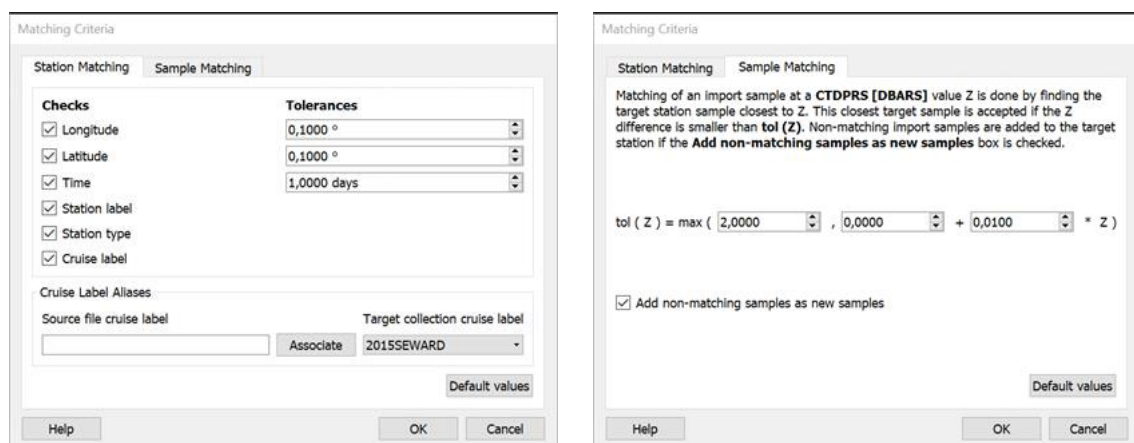 Matching Criteria
Station Matching Sample Matching
Checks Tolerances
Longitude 0,1000 °
Latitude 0,1000 °
Time 1,0000 days
Station label
Station type
Cruise label
Cruise Label Aliases
Source file cruise label Target collection cruise label
Associate 2015SEWARD
Default values
Help OK Cancel
Matching Criteria
Station Matching Sample Matching
Matching of an import sample at a CTDPRS [DBARS] value Z is done by finding the
target station sample closest to Z. This closest target sample is accepted if the Z
difference is smaller than tol (Z). Non-matching import samples are added to the target
station if the Add non-matching samples as new samples box is checked.
tol ( Z ) = max ( 2,0000 , 0,0000 + 0,0100 * Z )
Add non-matching samples as new samples
Default values
Help OK Cancel